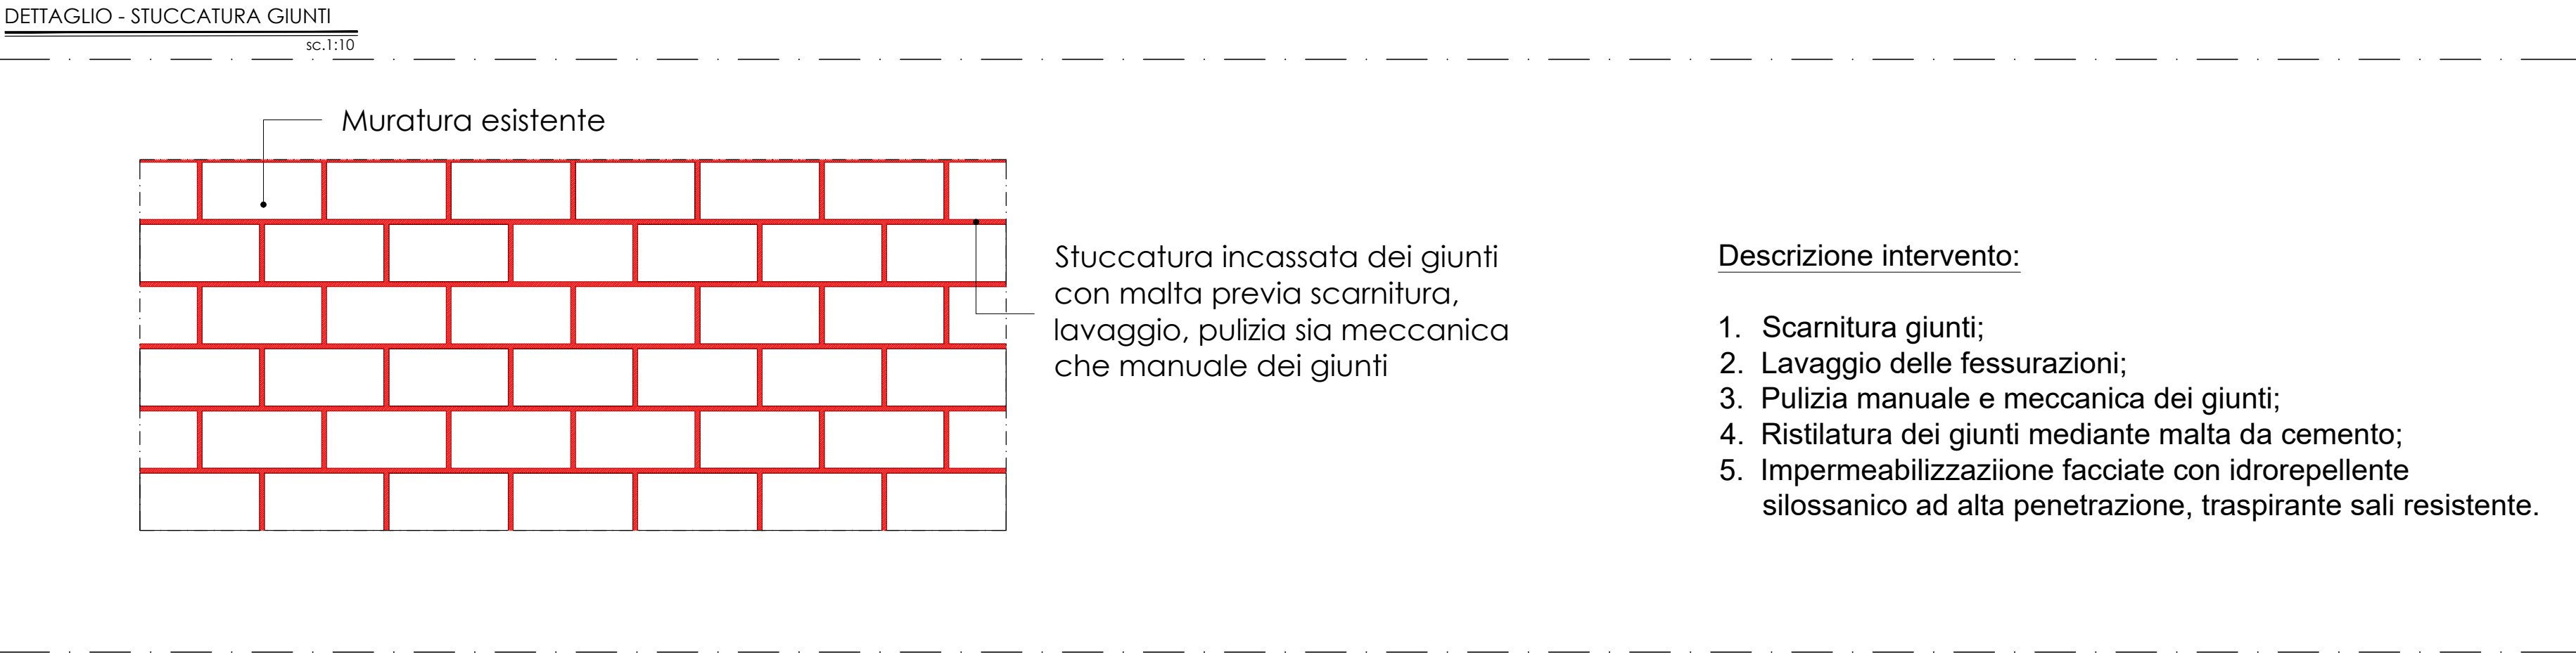 DETTAGLIO - STUCCATURA GIUNTI
sc.1:10
Muratura esistente
Stuccatura incassata dei giunti
con malta previa scarnitura,
lavaggio, pulizia sia meccanica
che manuale dei giunti
Descrizione intervento:
1. Scarnitura giunti;
2. Lavaggio delle fessurazioni;
3. Pulizia manuale e meccanica dei giunti;
4. Ristilatura dei giunti mediante malta da cemento;
5. Impermeabilizzaziione facciate con idrorepellente
silossanico ad alta penetrazione, traspirante sali resistente.